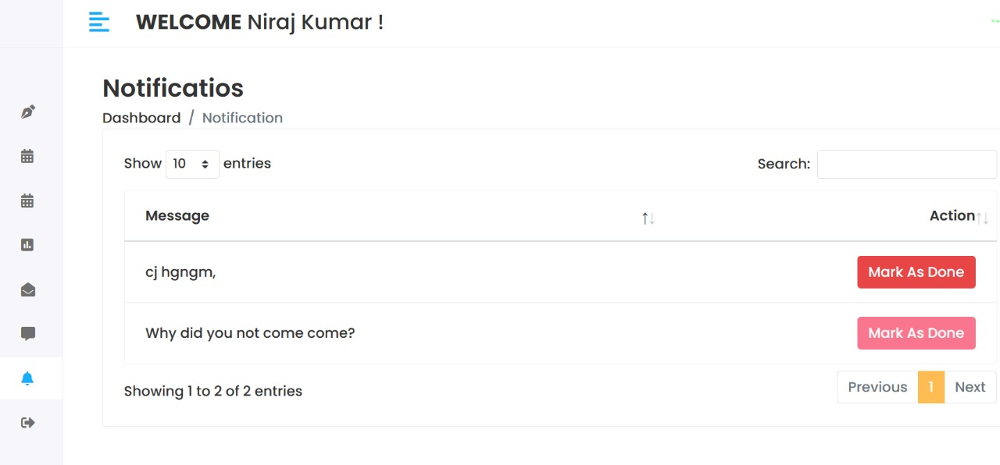 WELCOME Niraj Kumar !
Notificatios
Dashboard / Notification
Show 10 entries Search:
Message Action
cj hgngm, Mark As Done
Why did you not come come? Mark As Done
Showing 1 to 2 of 2 entries Previous 1 Next